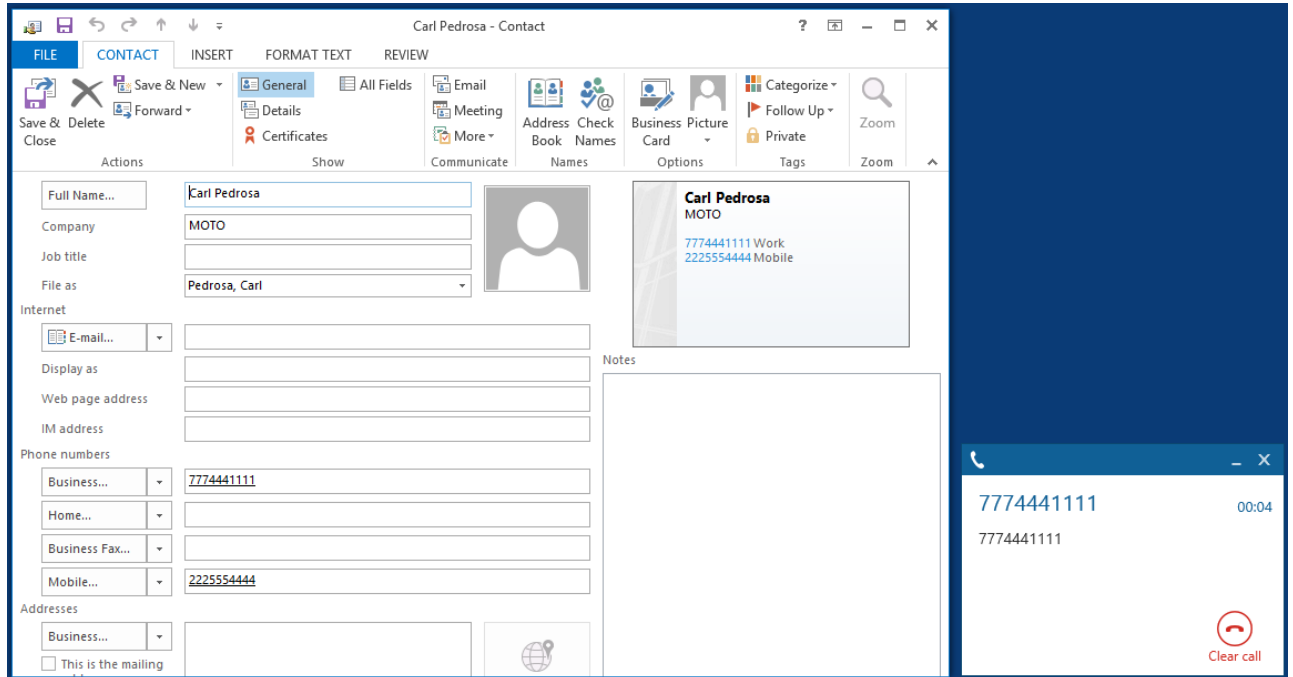 Carl Pedrosa - Contact
?
FILE CONTACT INSERT FORMAT TEXT REVIEW
Save & Close
Delete
Save & New
Forward
Actions
General
Details
Certificates
All Fields
Show
Email
Meeting
More
Communicate
Address Book
Check Names
Names
Business Card
Picture
Options
Categorize
Follow Up
Private
Tags
Zoom
Zoom
Full Name... Carl Pedrosa
Company MOTO
Job title
File as Pedrosa, Carl
Internet
E-mail...
Display as
Web page address
IM address
Phone numbers
Business... 7774441111
Home...
Business Fax...
Mobile... 2225554444
Addresses
Business...
This is the mailing
Carl Pedrosa
MOTO
7774441111 Work
2225554444 Mobile
Notes
7774441111 00:04
7774441111
Clear call